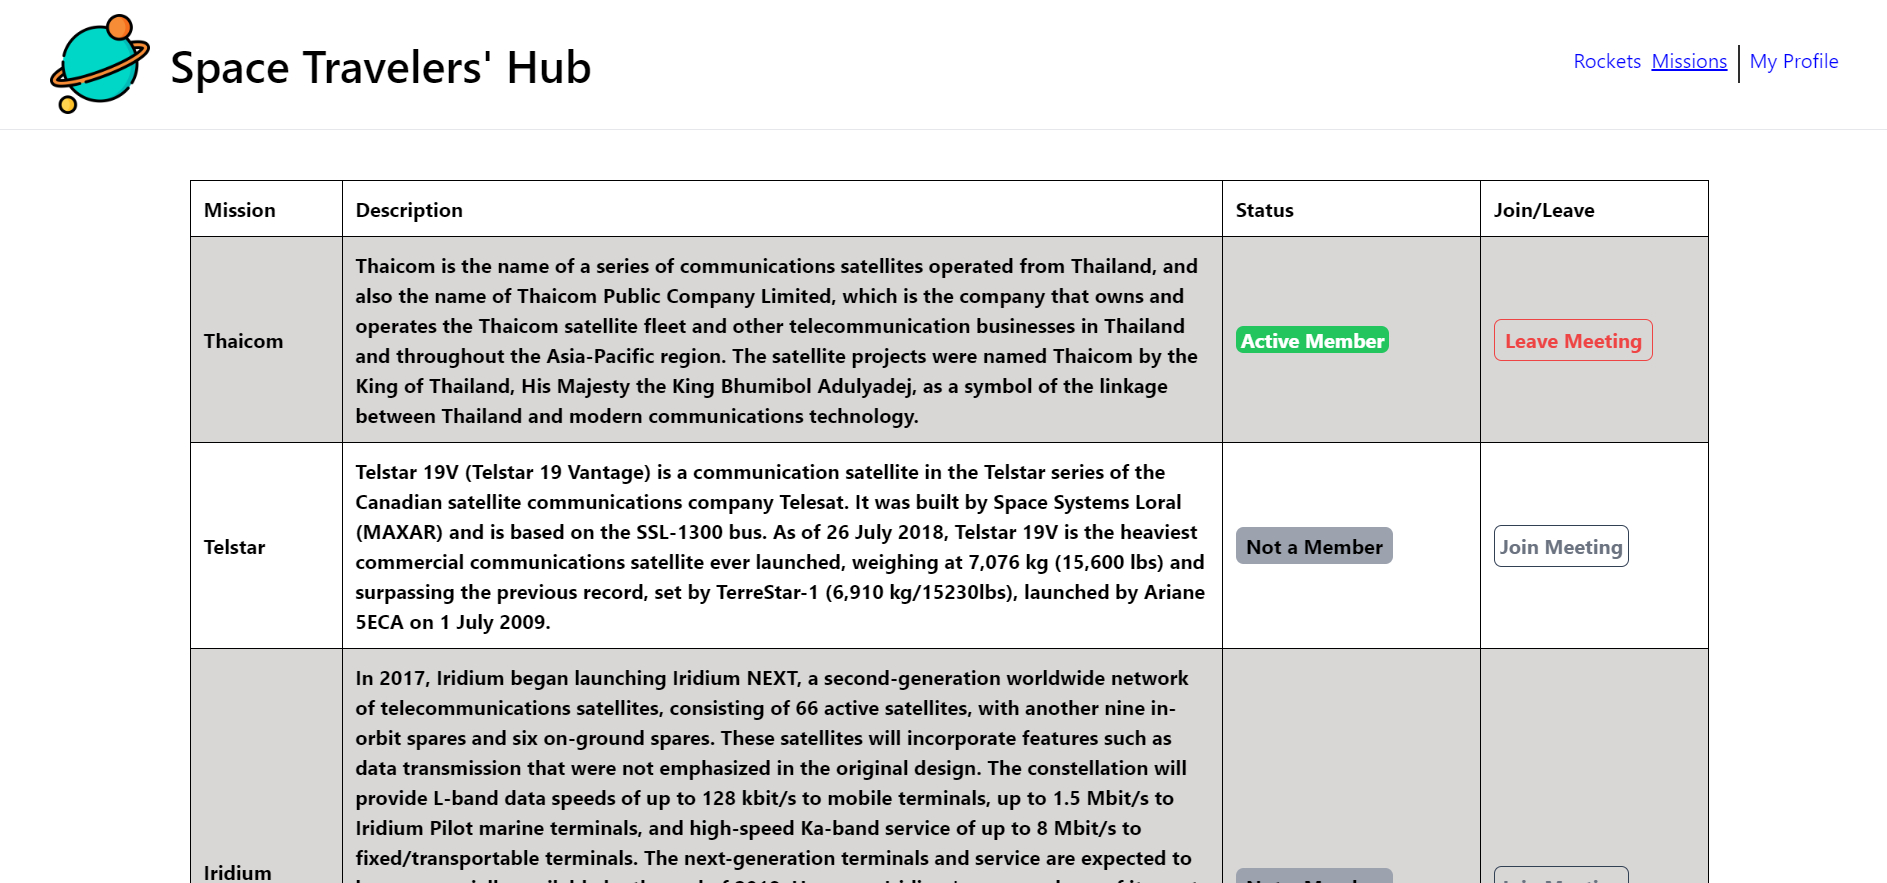 Space Travelers' Hub
Rockets Missions My Profile
Mission Description Status Join/Leave
Thaicom
Thaicom is the name of a series of communications satellites operated from Thailand, and
also the name of Thaicom Public Company Limited, which is the company that owns and
operates the Thaicom satellite fleet and other telecommunication businesses in Thailand
and throughout the Asia-Pacific region. The satellite projects were named Thaicom by the
King of Thailand, His Majesty the King Bhumibol Adulyadej, as a symbol of the linkage
between Thailand and modern communications technology.
Active Member
Leave Meeting
Telstar
Telstar 19V (Telstar 19 Vantage) is a communication satellite in the Telstar series of the
Canadian satellite communications company Telesat. It was built by Space Systems Loral
(MAXAR) and is based on the SSL-1300 bus. As of 26 July 2018, Telstar 19V is the heaviest
commercial communications satellite ever launched, weighing at 7,076 kg (15,600 lbs) and
surpassing the previous record, set by TerreStar-1 (6,910 kg/15230lbs), launched by Ariane
5ECA on 1 July 2009.
Not a Member
Join Meeting
Iridium
In 2017, Iridium began launching Iridium NEXT, a second-generation worldwide network
of telecommunications satellites, consisting of 66 active satellites, with another nine in-
orbit spares and six on-ground spares. These satellites will incorporate features such as
data transmission that were not emphasized in the original design. The constellation will
provide L-band data speeds of up to 128 kbit/s to mobile terminals, up to 1.5 Mbit/s to
Iridium Pilot marine terminals, and high-speed Ka-band service of up to 8 Mbit/s to
fixed/transportable terminals. The next-generation terminals and service are expected to